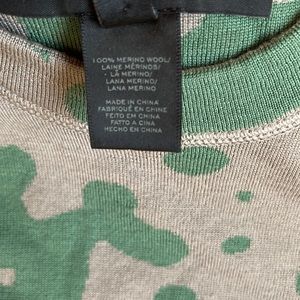 100% MERINO WOOL/
LAINE MÉRINOS/
LÃ MERINO/
LANA MERINO/
LANA MERINO
MADE IN CHINA
FABRIQUÉ EN CHINE
FEITO EM CHINA
FATTO A CINA
HECHO EN CHINA